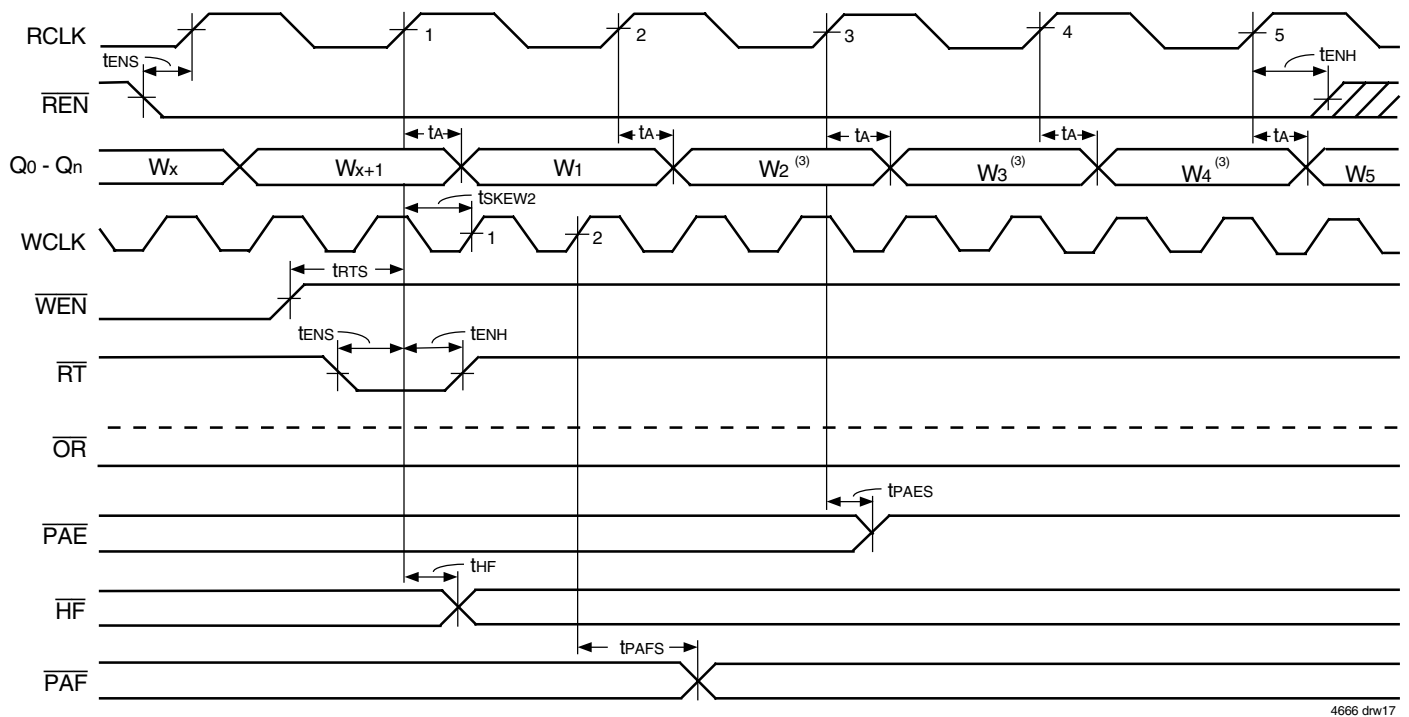 RCLK 1 2 3 4 5
tENS tENH
REN
tA tA tA tA tA
Q0 - Qn Wx Wx+1 W1 W2 (3) W3 (3) W4 (3) W5
tSKEW2
WCLK 1 2
tRTS
WEN
tENS tENH
RT
OR
tPAES
PAE
tHF
HF
tPAFS
PAF
4666 drw17